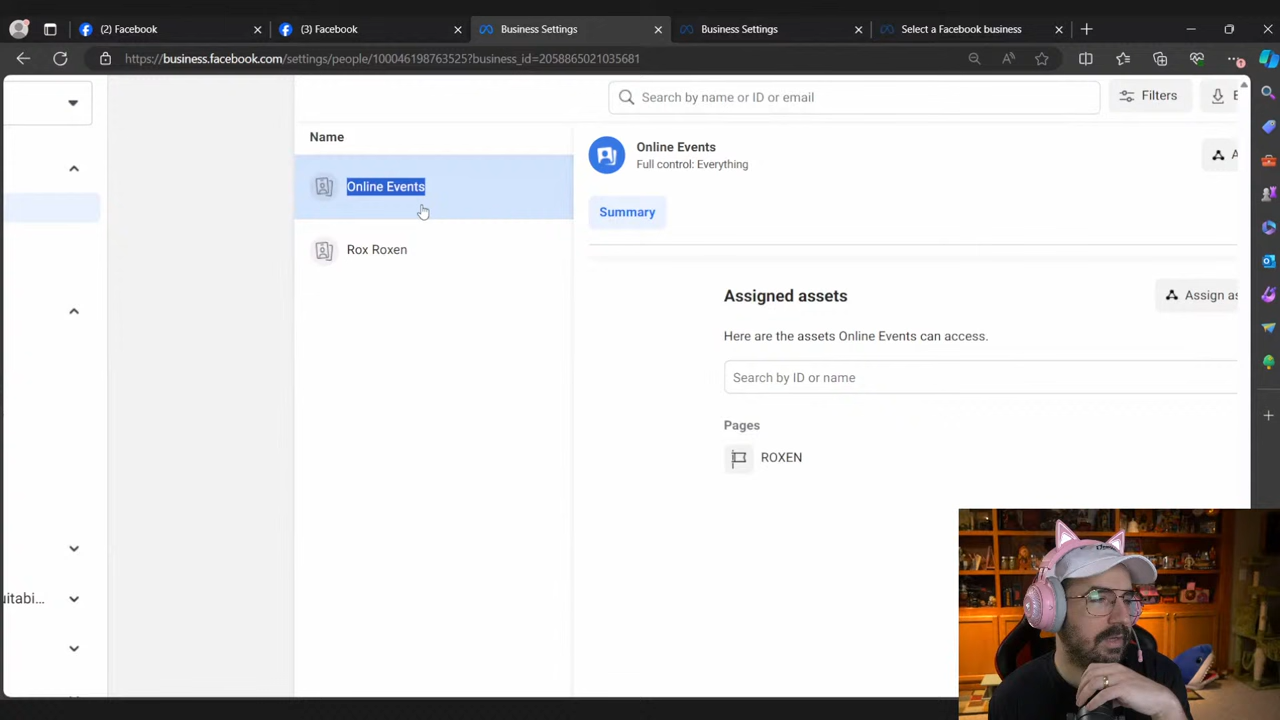 (2) Facebook
(3) Facebook
Business Settings
Business Settings
Select a Facebook business
https://business.facebook.com/settings/people/100046198763525?business_id=2058865021035681
Search by name or ID or email
Filters
E
Name
Online Events
Rox Roxen
Online Events
Full control: Everything
A
Summary
Assigned assets
Assign as
Here are the assets Online Events can access.
Search by ID or name
Pages
ROXEN
uitabi...